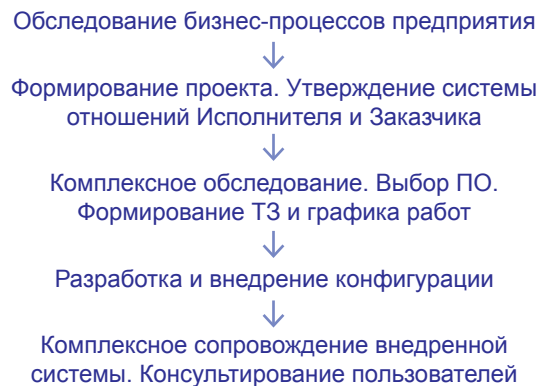 Обследование бизнес-процессов предприятия
Формирование проекта. Утверждение системы
отношений Исполнителя и Заказчика
Комплексное обследование. Выбор ПО.
Формирование ТЗ и графика работ
Разработка и внедрение конфигурации
Комплексное сопровождение внедренной
системы. Консультирование пользователей